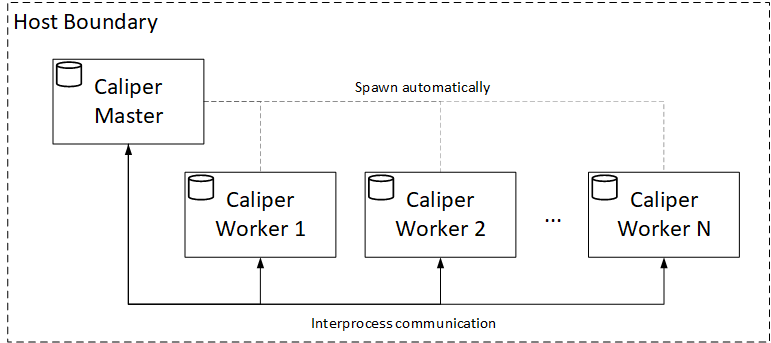 Host Boundary
Caliper
Master
Spawn automatically
Caliper
Worker 1
Caliper
Worker 2
...
Caliper
Worker N
Interprocess communication